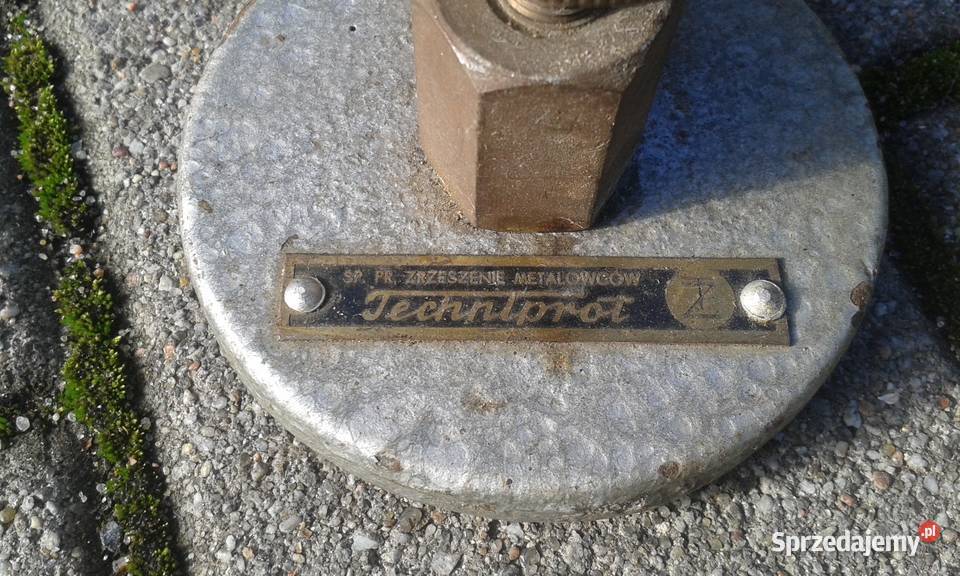 SP. PR. ZRZESZENIE METALOWCÓW
Techniprot
Sprzedajemy.pl